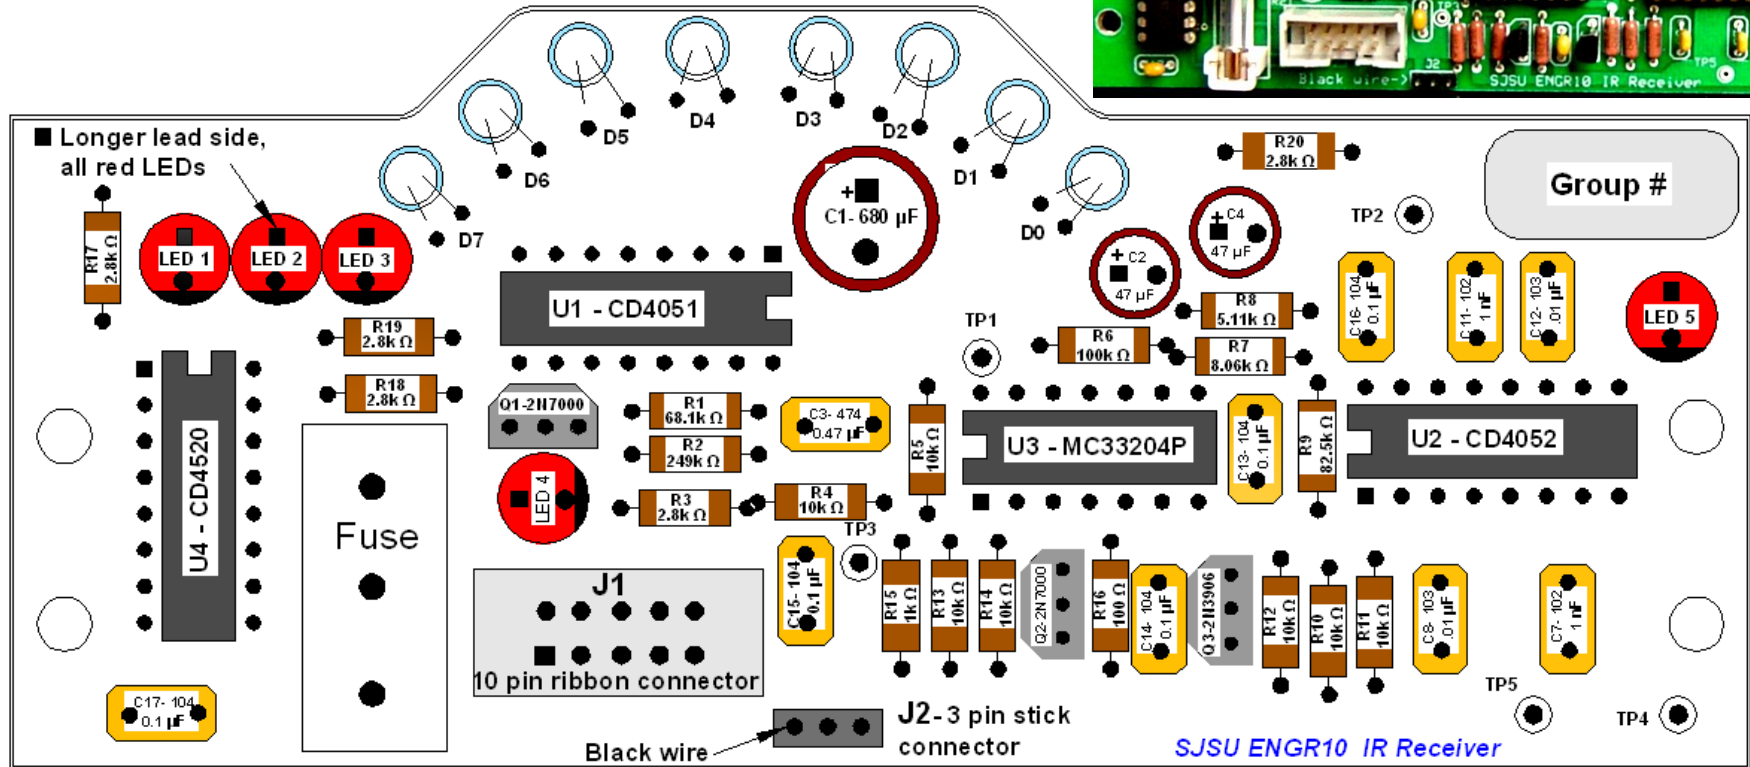 TP3
J2
Black wire->
SJSU ENGR10 IR Receiver
TP5
Longer lead side,
all red LEDs
D7
D6
D5
D4
D3
D2
D1
D0
R20
2.8k Ω
Group #
TP2
R17
2.8k Ω
LED 1
LED 2
LED 3
+
C1- 680 µF
+
C4
47 µF
+
C2
47 µF
U1 - CD4051
R19
2.8k Ω
R18
2.8k Ω
TP1
R8
5.11k Ω
R6
100k Ω
R7
8.06k Ω
C16- 104
0.1 µF
C11- 102
1 nF
C12- 103
.01 µF
LED 5
U4 - CD4520
Fuse
Q1-2N7000
R1
68.1k Ω
R2
249k Ω
R3
2.8k Ω
R4
10k Ω
C3- 474
0.47 µF
R5
10k Ω
U3 - MC33204P
C13- 104
0.1 µF
R9
82.5k Ω
U2 - CD4052
LED 4
TP3
J1
10 pin ribbon connector
C15- 104
0.1 µF
R15
1k Ω
R13
10k Ω
R14
10k Ω
Q2-2N7000
R16
100 Ω
C14- 104
0.1 µF
Q3-2N3906
R12
10k Ω
R10
10k Ω
R11
10k Ω
C8- 103
.01 µF
C7- 102
1 nF
C17- 104
0.1 µF
TP5
TP4
J2- 3 pin stick
connector
Black wire
SJSU ENGR10 IR Receiver